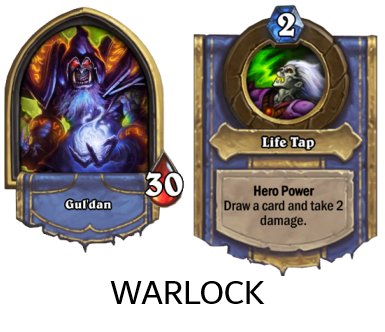 2
Life Tap
30
Gul'dan
Hero Power
Draw a card and take 2
damage.
WARLOCK